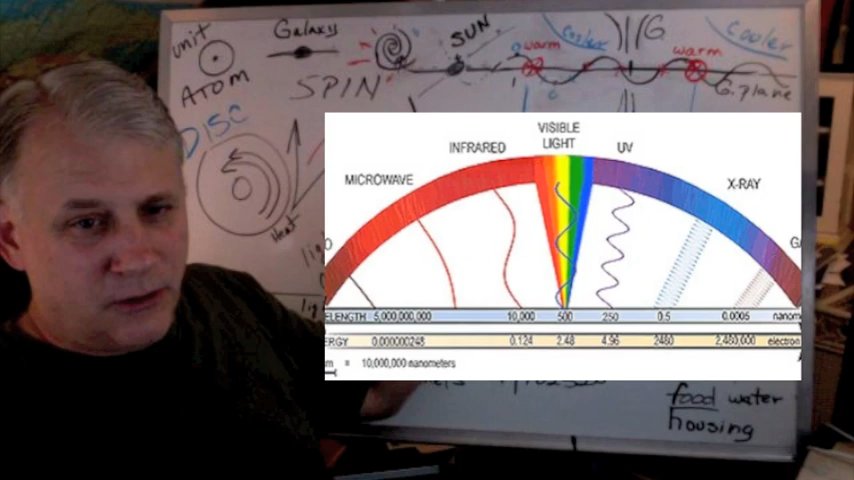 unit
ATOM
Galaxy
SPIN
SUN
warm
Cooler
G
warm
Cooler
G.plane
DISC
Heat
VISIBLE
LIGHT
INFRARED
UV
MICROWAVE
X-RAY
ELENGTH 5,000,000,000 10,000 500 250 0.5 0.0005 nanom
ERGY 0.000000248 0.124 2.48 4.96 2480 2,480,000 electron
= 10,000,000 nanometers
food water
housing